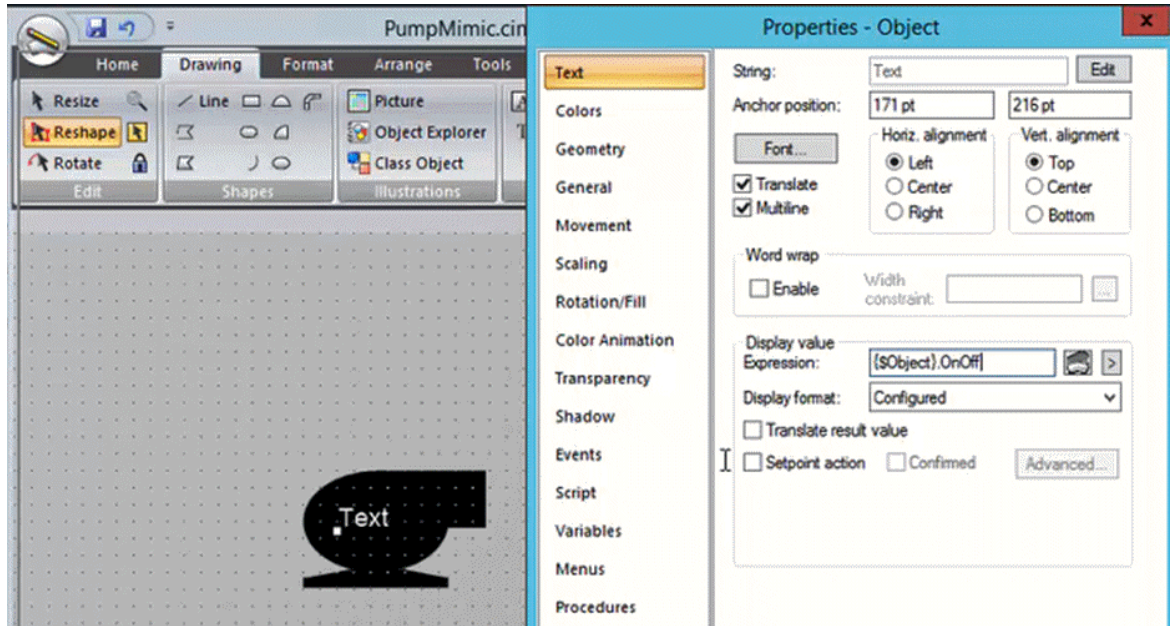 PumpMimic.cim
Home Drawing Format Arrange Tools
Resize
Reshape
Rotate
Edit
Line
Shapes
Picture
Object Explorer
Class Object
Illustrations
Text
Properties - Object
x
Text
Colors
Geometry
General
Movement
Scaling
Rotation/Fill
Color Animation
Transparency
Shadow
Events
Script
Variables
Menus
Procedures
String: Text Edit
Anchor position: 171 pt 216 pt
Font...
Translate
Multiline
Horiz. alignment
Left
Center
Right
Vert. alignment
Top
Center
Bottom
Word wrap
Enable Width constraint: ...
Display value
Expression: {$Object}.OnOff >
Display format: Configured
Translate result value
Setpoint action Confirmed Advanced...